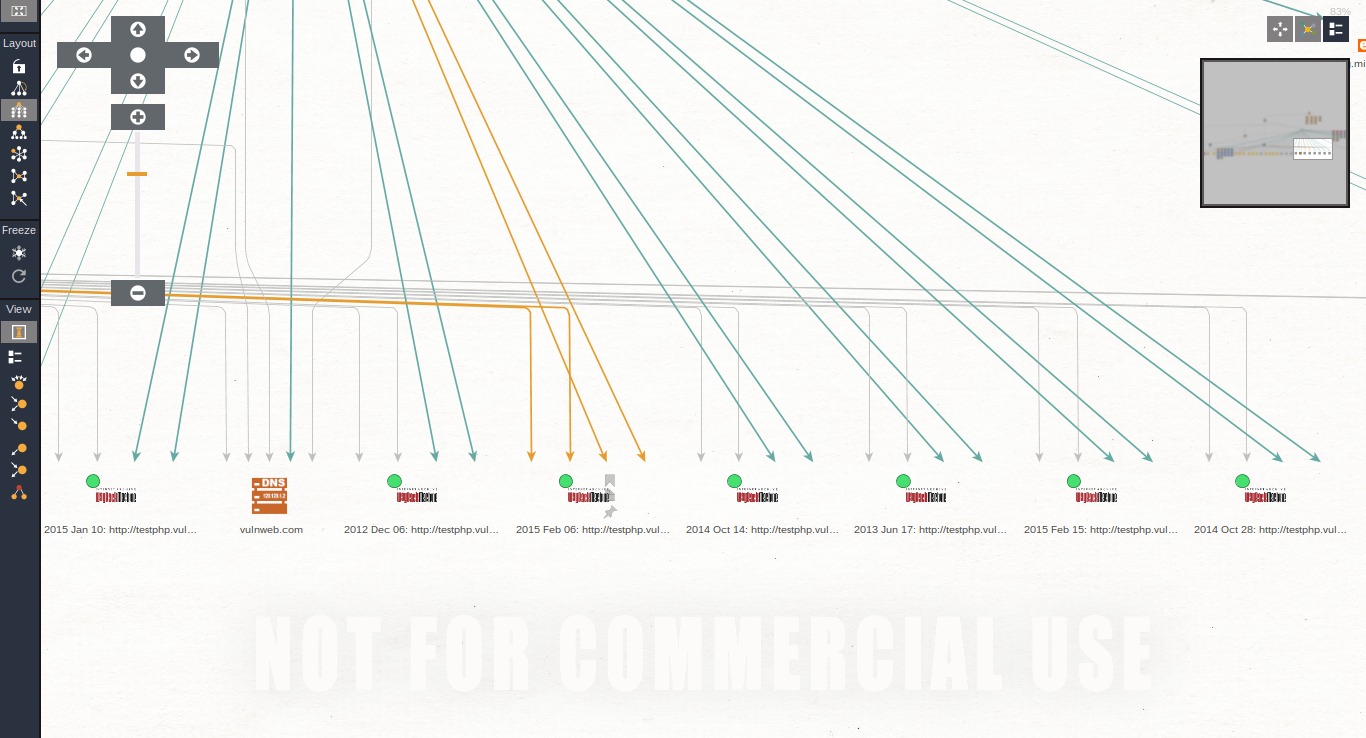 83%
Layout
.mi
Freeze
View
DNS
2015 Jan 10: http://testphp.vul...
vulnweb.com
2012 Dec 06: http://testphp.vul...
2015 Feb 06: http://testphp.vul...
2014 Oct 14: http://testphp.vul...
2013 Jun 17: http://testphp.vul...
2015 Feb 15: http://testphp.vul...
2014 Oct 28: http://testphp.vul...
NOT FOR COMMERCIAL USE